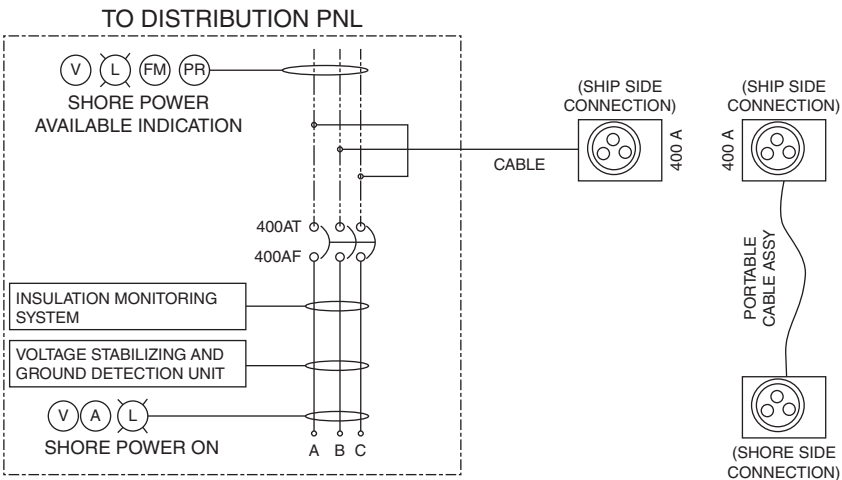 TO DISTRIBUTION PNL
V L FM PR
SHORE POWER
AVAILABLE INDICATION
400AT
400AF
INSULATION MONITORING
SYSTEM
VOLTAGE STABILIZING AND
GROUND DETECTION UNIT
V A L
SHORE POWER ON
A B C
CABLE
(SHIP SIDE
CONNECTION)
400 A
(SHIP SIDE
CONNECTION)
400 A
PORTABLE
CABLE ASSY
(SHORE SIDE
CONNECTION)